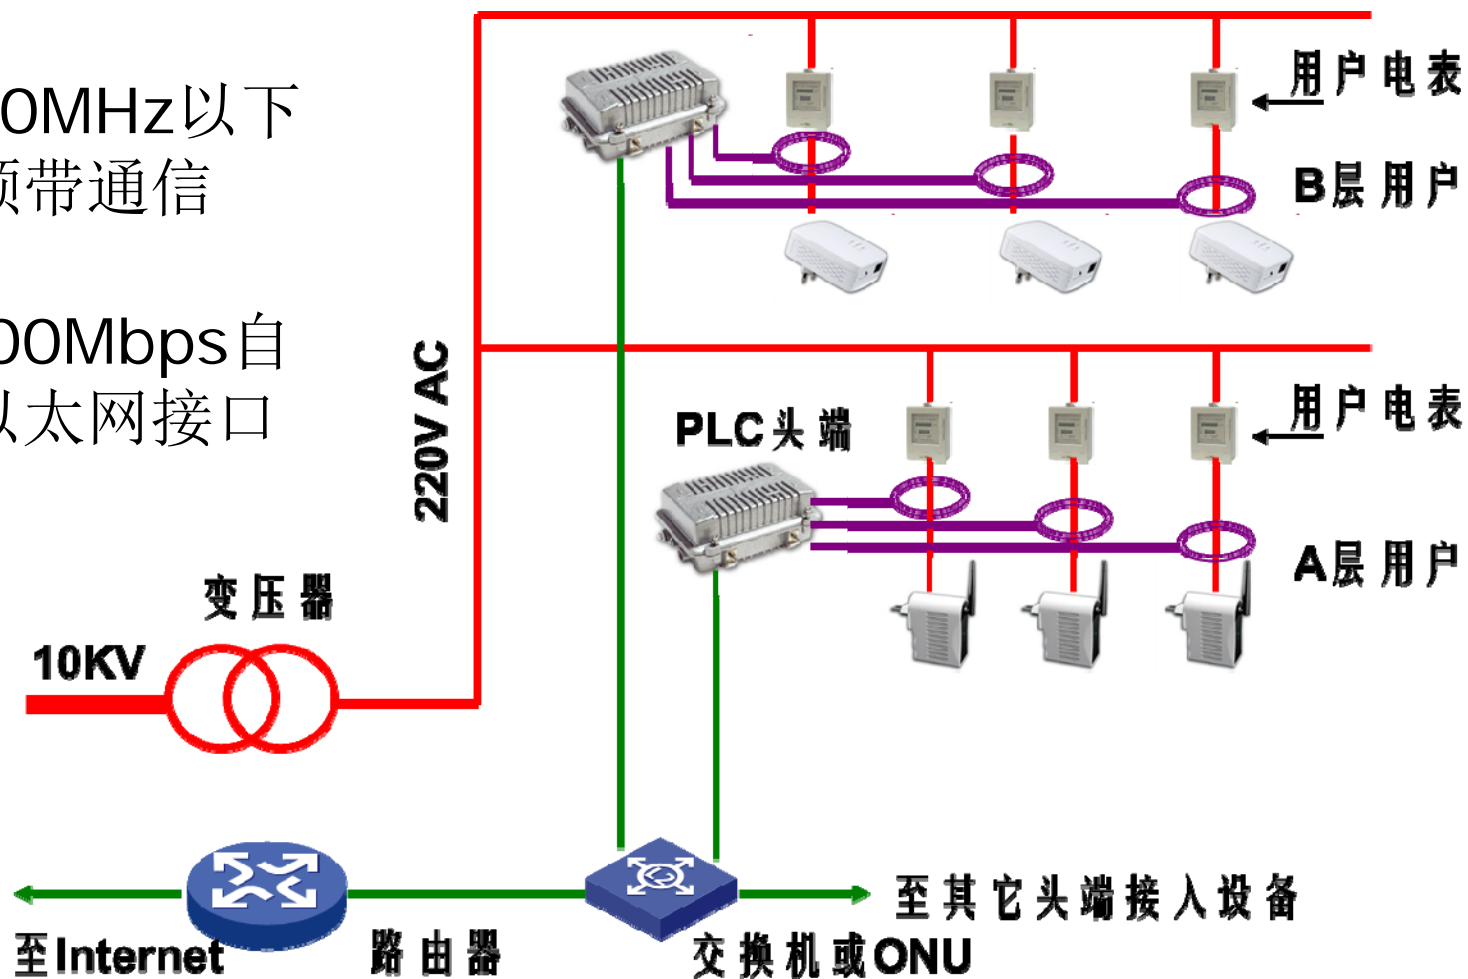 0MHz以下
频带通信
00Mbps自
以太网接口
用户电表
B层用户
220V AC
用户电表
PLC头端
A层用户
变压器
10KV
至其它头端接入设备
至Internet
路由器
交换机或ONU